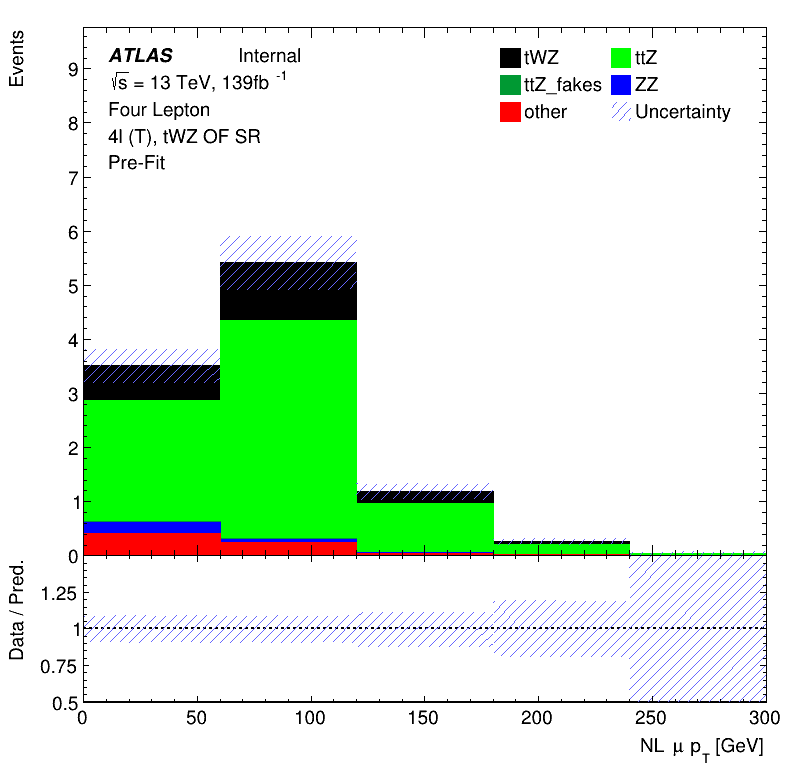 Events
ATLAS Internal
√s = 13 TeV, 139fb⁻¹
Four Lepton
4l (T), tWZ OF SR
Pre-Fit
tWZ ttZ
ttZ_fakes ZZ
other Uncertainty
9
8
7
6
5
4
3
2
1
0
Data / Pred.
1.25
1
0.75
0.5
0 50 100 150 200 250 300
NL μ p_T [GeV]